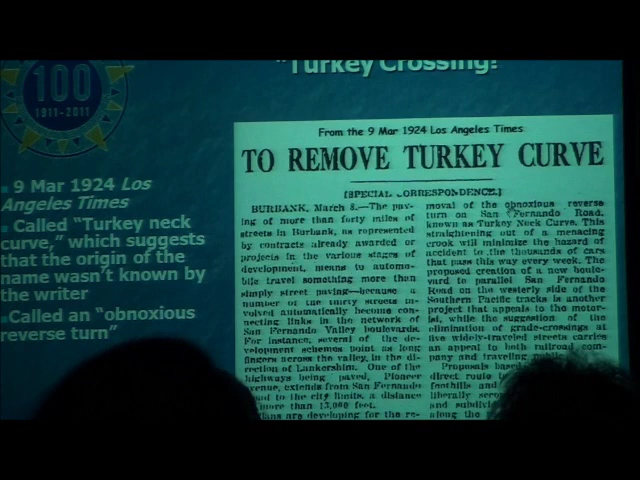 "Turkey Crossing!
100
1911-2011
9 Mar 1924 Los
Angeles Times
Called "Turkey neck
curve," which suggests
that the origin of the
name wasn't known by
the writer
Called an "obnoxious
reverse turn"
From the 9 Mar 1924 Los Angeles Times
TO REMOVE TURKEY CURVE
[SPECIAL CORRESPONDENCE.]
BURBANK, March 8.—The pav-
ing of more than forty miles of
streets in Burbank, as represented
by contracts already awarded or
projects in the various stages of
development, means to automo-
bile travel something more than
simply street paving—because a
number of the thirty streets in-
volved automatically become con-
necting links in the network of
San Fernando Valley boulevards.
For instance, several of the de-
velopment schemes point as long
fingers across the valley, in the di-
rection of Lankershim. One of the
highways being paved, Pioneer
avenue, extends from San Fernando
to the city limits, a distance
more than 13,000 feet.
are developing for the re-
moval of the obnoxious reverse
turn on San Fernando Road,
known as Turkey Neck Curve. This
straightening out of a menacing
crook will minimize the hazard of
accident to the thousands of cars
that pass this way every week. The
proposed creation of a new boule-
vard to parallel San Fernando
Road on the westerly side of the
Southern Pacific tracks is another
project that appeals to the motor-
ist, while the suggestion of the
elimination of grade-crossings at
five widely-traveled streets carries
an appeal to both railroad com-
pany and traveling public.
Proposals based
direct route
foothills and
liberally
and
along the